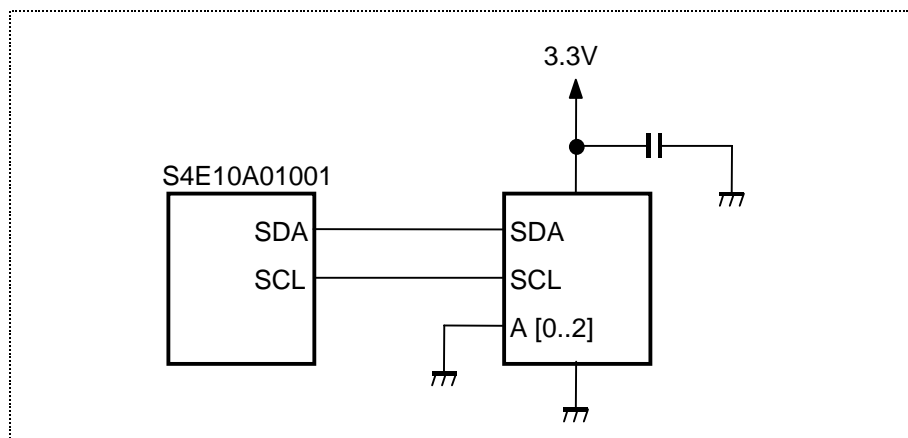 3.3V
S4E10A01001
SDA
SDA
SCL
SCL
A [0..2]